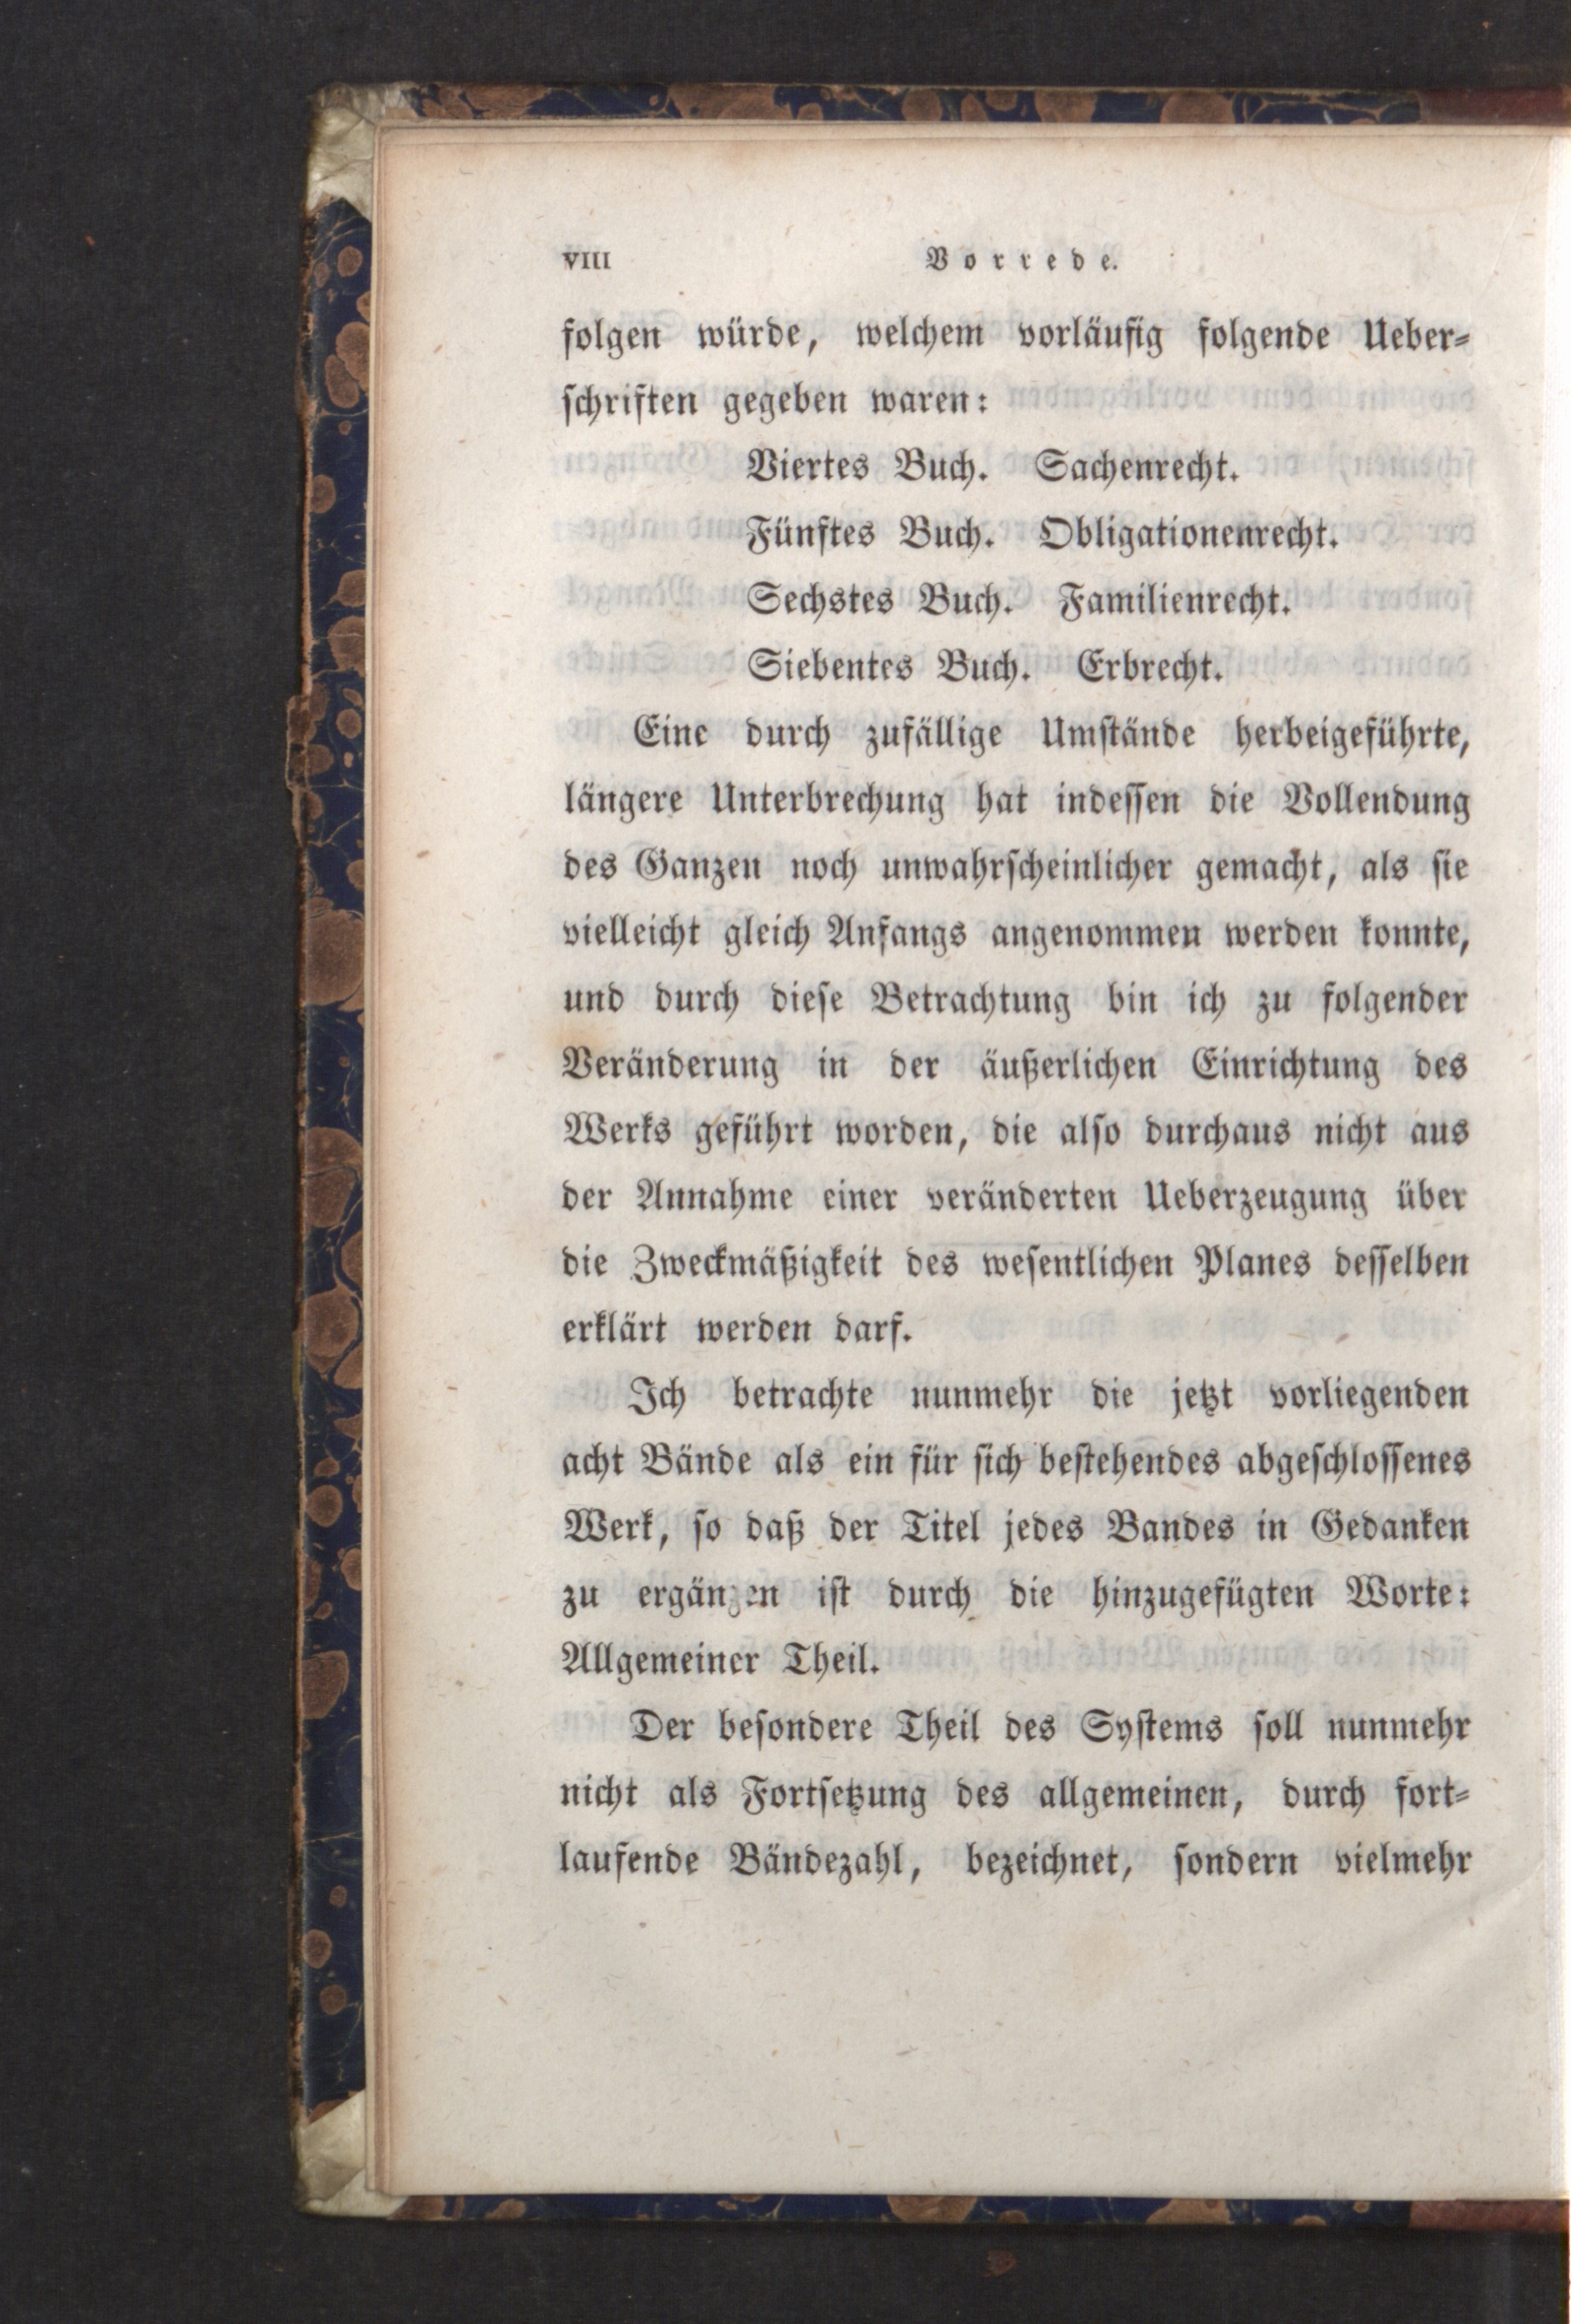 VIII Vorrede.
folgen würde, welchem vorläufig folgende Ueber⸗
ſchriften gegeben waren:
Viertes Buch. Sachenrecht.
Fünftes Buch. Obligationenrecht.
Sechstes Buch. Familienrecht.
Siebentes Buch. Erbrecht.
Eine durch zufällige Umſtände herbeigeführte,
längere Unterbrechung hat indeſſen die Vollendung
des Ganzen noch unwahrſcheinlicher gemacht, als ſie
vielleicht gleich Anfangs angenommen werden konnte,
und durch dieſe Betrachtung bin ich zu folgender
Veränderung in der äußerlichen Einrichtung des
Werks geführt worden, die alſo durchaus nicht aus
der Annahme einer veränderten Ueberzeugung über
die Zweckmäßigkeit des weſentlichen Planes deſſelben
erklärt werden darf.
Ich betrachte nunmehr die jetzt vorliegenden
acht Bände als ein für ſich beſtehendes abgeſchloſſenes
Werk, ſo daß der Titel jedes Bandes in Gedanken
zu ergänzen iſt durch die hinzugefügten Worte:
Allgemeiner Theil.
Der beſondere Theil des Syſtems ſoll nunmehr
nicht als Fortſetzung des allgemeinen, durch fort⸗
laufende Bändezahl, bezeichnet, ſondern vielmehr